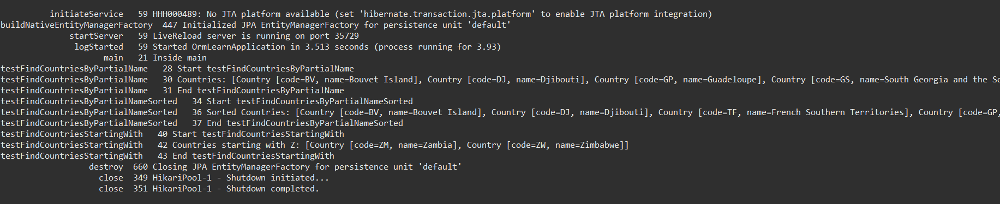 initiateService 59 HHH000489: No JTA platform available (set 'hibernate.transaction.jta.platform' to enable JTA platform integration)
buildNativeEntityManagerFactory 447 Initialized JPA EntityManagerFactory for persistence unit 'default'
startServer 59 LiveReload server is running on port 35729
logStarted 59 Started OrmLearnApplication in 3.513 seconds (process running for 3.93)
main 21 Inside main
testFindCountriesByPartialName 28 Start testFindCountriesByPartialName
testFindCountriesByPartialName 30 Countries: [Country [code=BV, name=Bouvet Island], Country [code=DJ, name=Djibouti], Country [code=GP, name=Guadeloupe], Country [code=GS, name=South Georgia and the
testFindCountriesByPartialName 31 End testFindCountriesByPartialName
testFindCountriesByPartialNameSorted 34 Start testFindCountriesByPartialNameSorted
testFindCountriesByPartialNameSorted 36 Sorted Countries: [Country [code=BV, name=Bouvet Island], Country [code=DJ, name=Djibouti], Country [code=TF, name=French Southern Territories], Country [code=GP,
testFindCountriesByPartialNameSorted 37 End testFindCountriesByPartialNameSorted
testFindCountriesStartingWith 40 Start testFindCountriesStartingWith
testFindCountriesStartingWith 42 Countries starting with Z: [Country [code=ZM, name=Zambia], Country [code=ZW, name=Zimbabwe]]
testFindCountriesStartingWith 43 End testFindCountriesStartingWith
destroy 660 Closing JPA EntityManagerFactory for persistence unit 'default'
close 349 HikariPool-1 - Shutdown initiated...
close 351 HikariPool-1 - Shutdown completed.